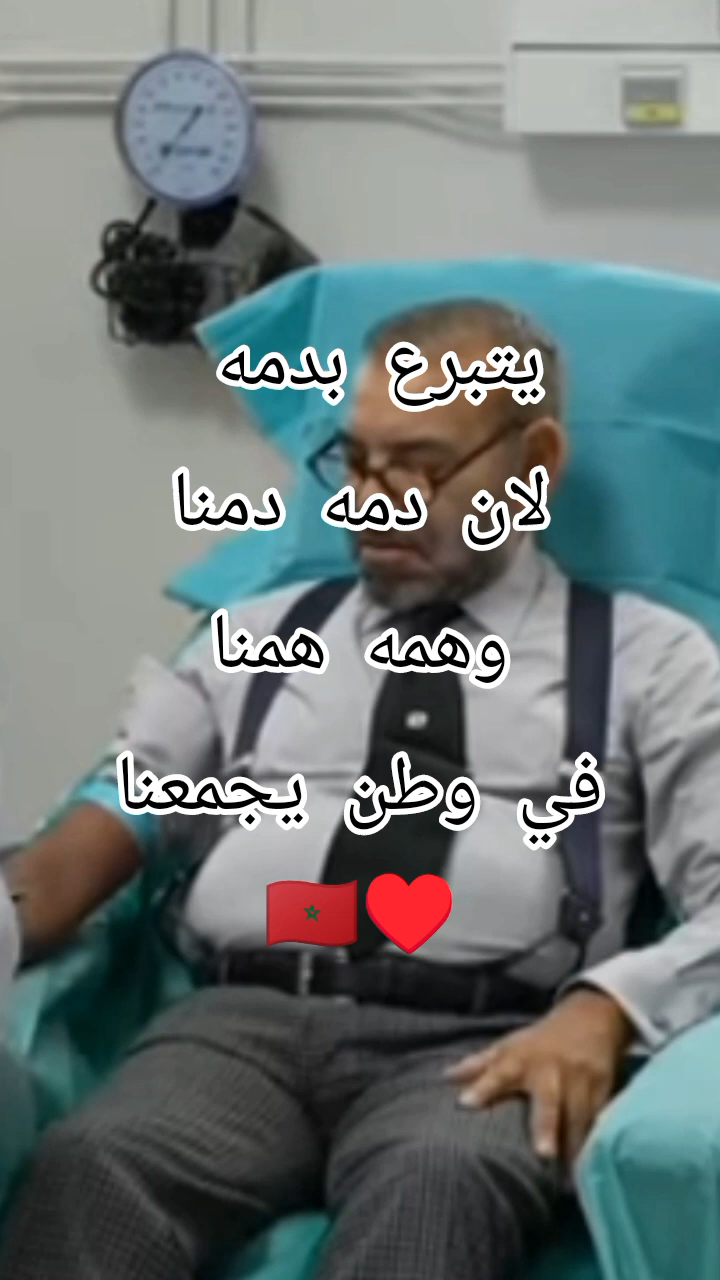 يتبرع بدمه
لان دمه دمنا
وهمه همنا
في وطن يجمعنا
🇲🇦❤️